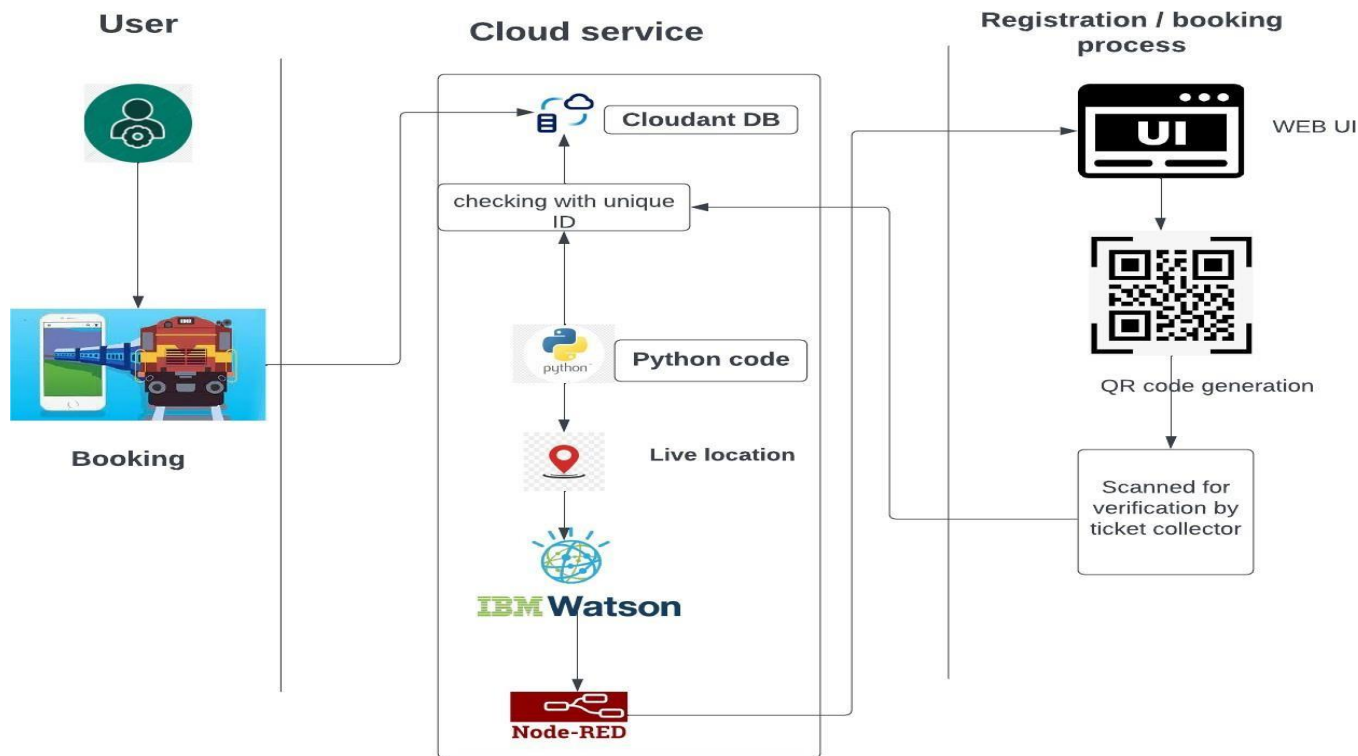 User
Cloud service
Registration / booking
process
Cloudant DB
UI
WEB UI
checking with unique
ID
python
Python code
QR code generation
Booking
Live location
Scanned for
verification by
ticket collector
IBM Watson
Node-RED